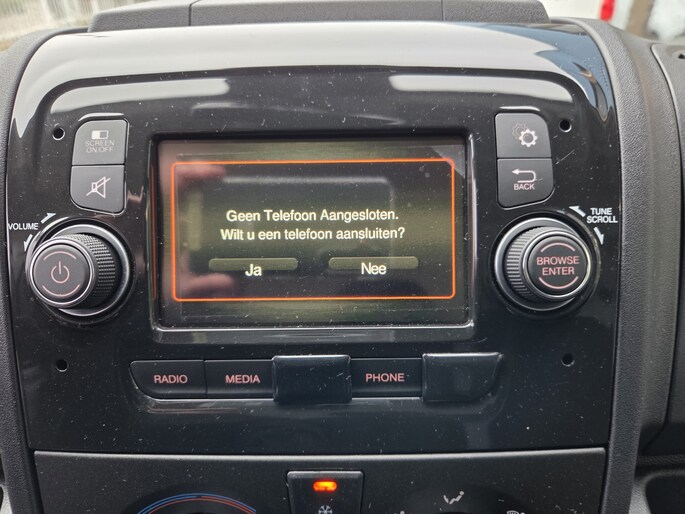 SCREEN
ON/OFF
VOLUME
Geen Telefoon Aangesloten.
Wilt u een telefoon aansluiten?
Ja
Nee
BACK
TUNE
SCROLL
BROWSE
ENTER
RADIO
MEDIA
PHONE